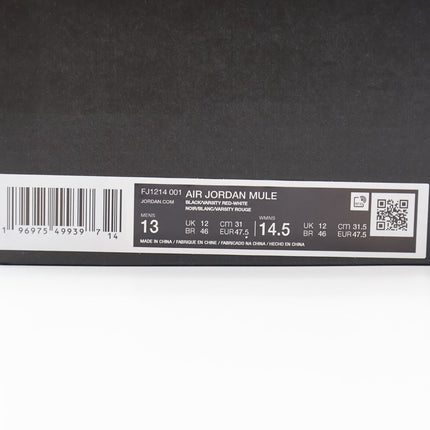 FJ1214 001 AIR JORDAN MULE
JORDAN.COM BLACK/VARSITY RED-WHITE
NOIR/BLANC/VARSITY ROUGE
MENS 13 UK 12 CM 31 BR 46 EUR 47.5
WMNS 14.5 UK 12 CM 31.5 BR 46 EUR 47.5
MADE IN CHINA / FABRIQUE EN CHINE / FABRICADO NA CHINA / HECHO EN CHINA
1 96975 49939 7 14